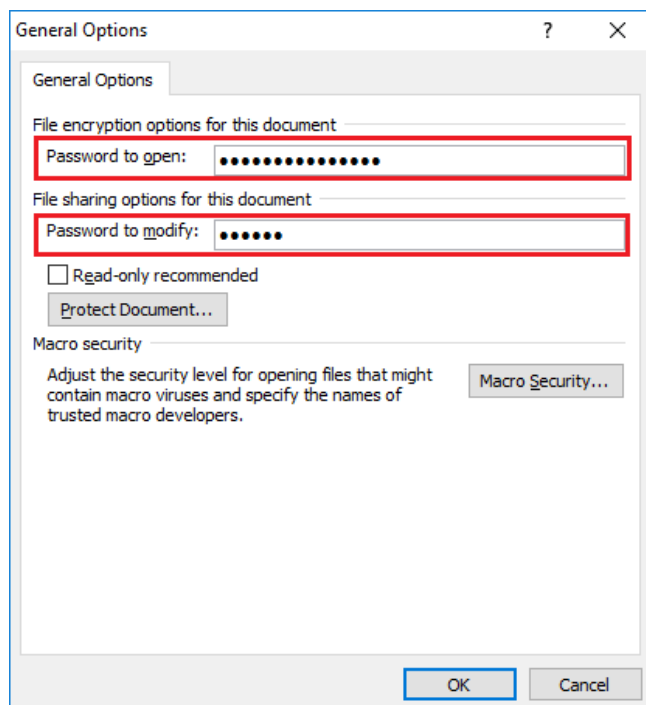 General Options
? ×
General Options
File encryption options for this document
Password to open: ●●●●●●●●●●●●●●●
File sharing options for this document
Password to modify: ●●●●●●
Read-only recommended
Protect Document...
Macro security
Adjust the security level for opening files that might
contain macro viruses and specify the names of
trusted macro developers.
Macro Security...
OK
Cancel